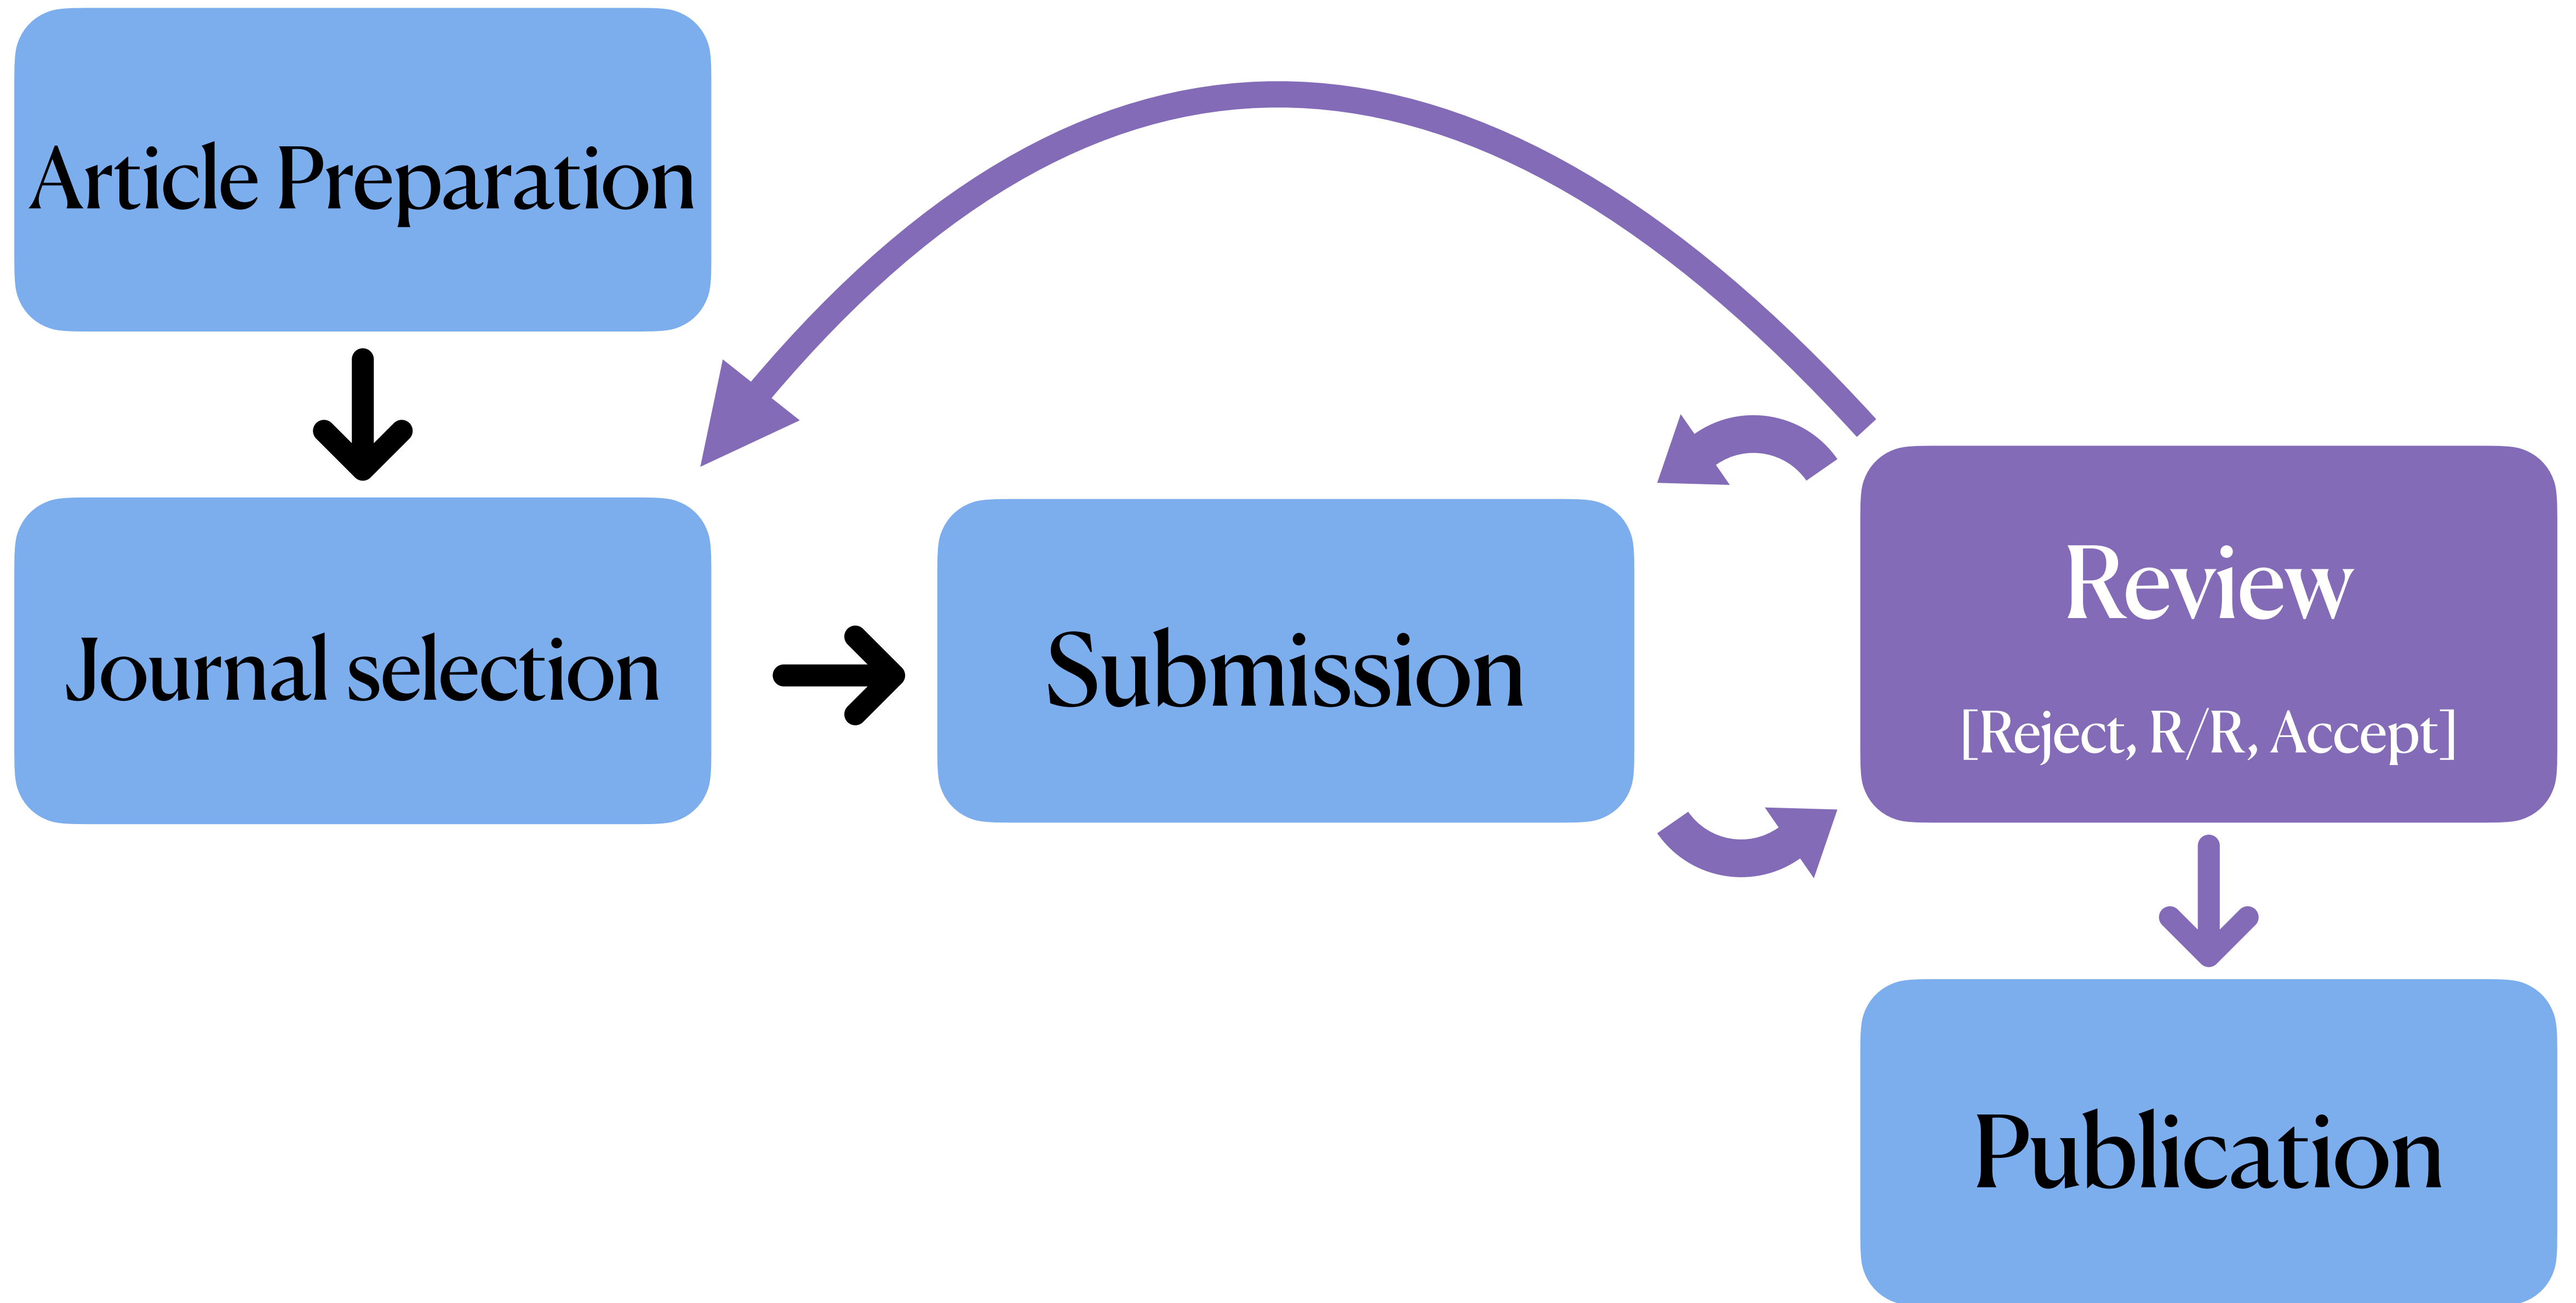 Article Preparation
Journal selection
Submission
Review
[Reject, R/R, Accept]
Publication